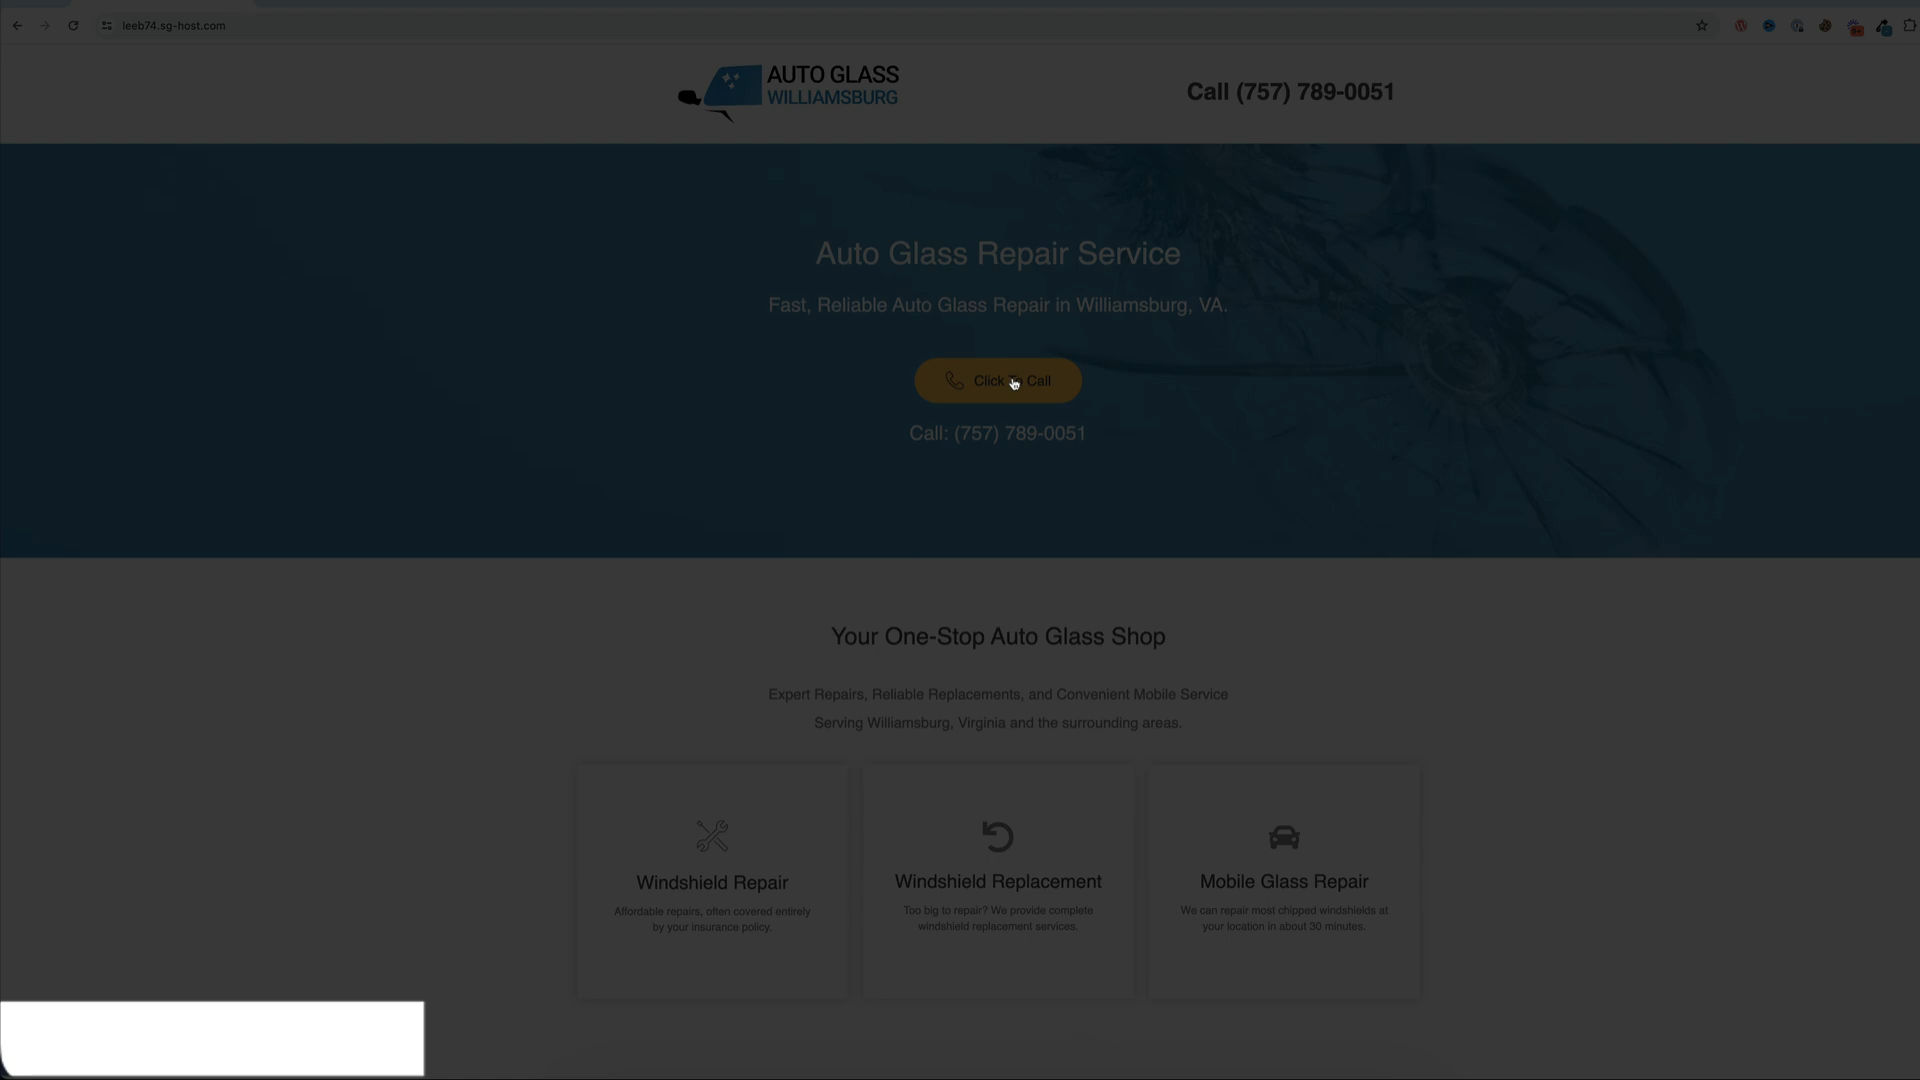 leeb74.sg-host.com
AUTO GLASS
WILLIAMSBURG
Call (757) 789-0051
Auto Glass Repair Service
Fast, Reliable Auto Glass Repair in Williamsburg, VA.
Click To Call
Call: (757) 789-0051
Your One-Stop Auto Glass Shop
Expert Repairs, Reliable Replacements, and Convenient Mobile Service
Serving Williamsburg, Virginia and the surrounding areas.
Windshield Repair
Affordable repairs, often covered entirely
by your insurance policy.
Windshield Replacement
Too big to repair? We provide complete
windshield replacement services.
Mobile Glass Repair
We can repair most chipped windshields at
your location in about 30 minutes.